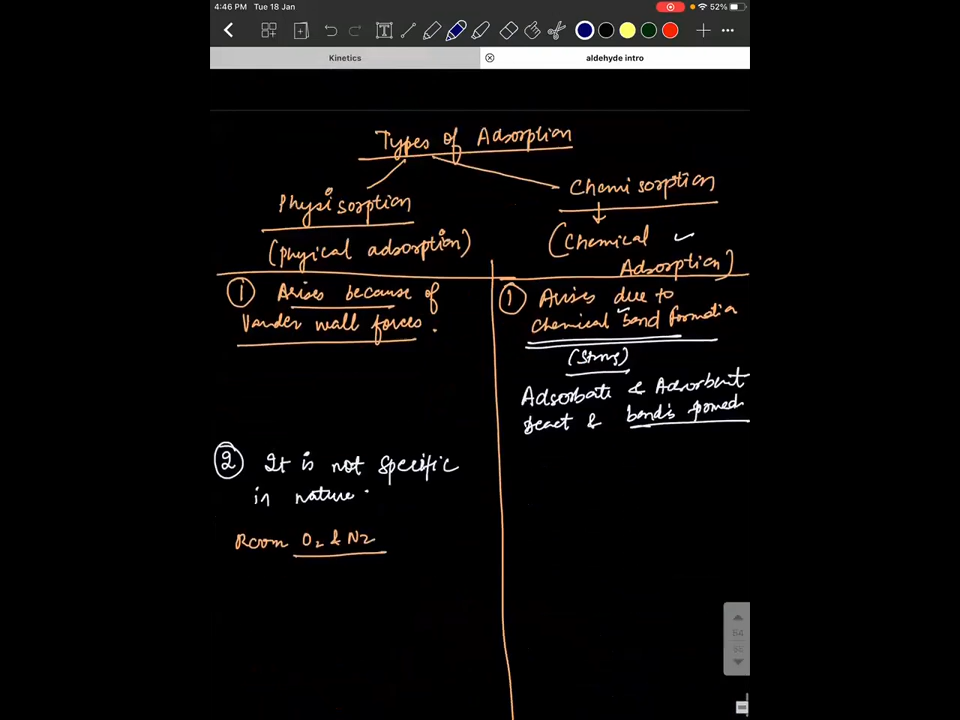 4:46 PM Tue 18 Jan
52%
Kinetics
aldehyde intro
Types of Adsorption
Physisorption
(Phyical adsorption)
Chemisorption
(Chemical
Adsorption)
① Arises because of
Vander wall forces.
① Arises due to
chemical bond formation
(Strong)
Adsorbate & Adsorbent
react & bonds formed
② It is not specific
in nature.
Room O2 & N2
54